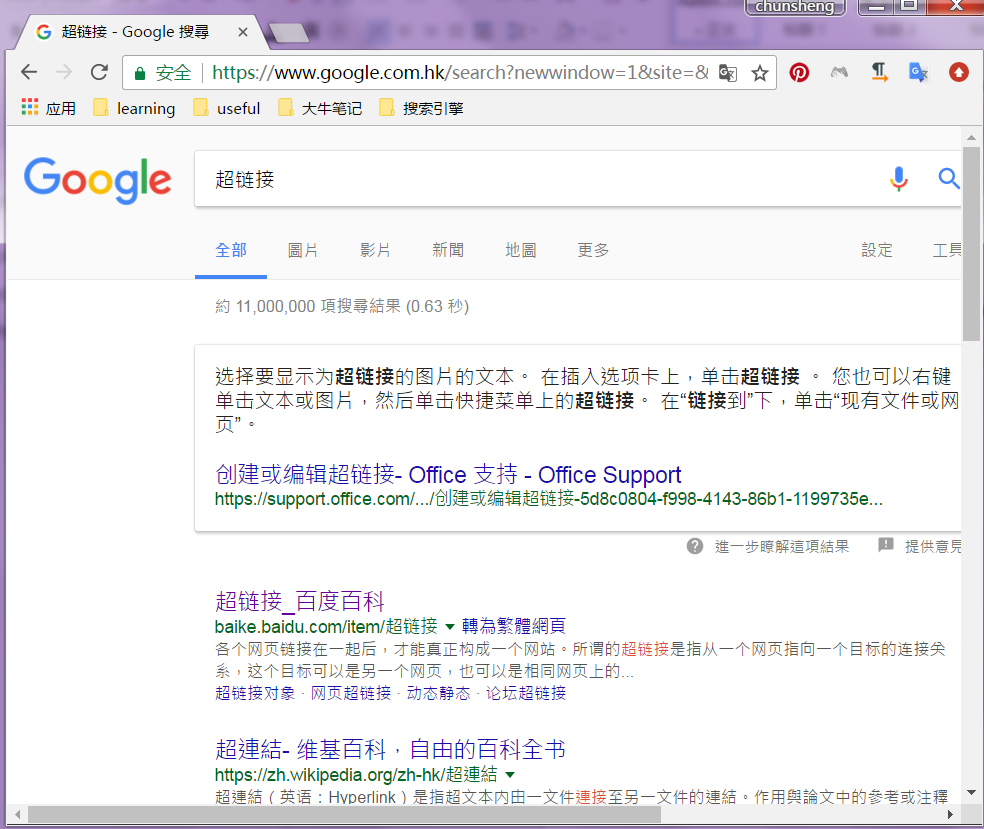 chunsheng
超链接 - Google 搜尋
安全 https://www.google.com.hk/search?newwindow=1&site=&
应用 learning useful 大牛笔记 搜索引擎
Google 超链接
全部 圖片 影片 新聞 地圖 更多 設定 工具
約 11,000,000 項搜尋結果 (0.63 秒)
选择要显示为超链接的图片的文本。 在插入选项卡上，单击超链接 。 您也可以右键
单击文本或图片，然后单击快捷菜单上的超链接。 在“链接到”下，单击“现有文件或网
页”。
创建或编辑超链接- Office 支持 - Office Support
https://support.office.com/.../创建或编辑超链接-5d8c0804-f998-4143-86b1-1199735e...
進一步瞭解這項結果 提供意見
超链接_百度百科
baike.baidu.com/item/超链接 轉為繁體網頁
各个网页链接在一起后，才能真正构成一个网站。所谓的超链接是指从一个网页指向一个目标的连接关
系，这个目标可以是另一个网页，也可以是相同网页上的...
超链接对象 · 网页超链接 · 动态静态 · 论坛超链接
超連結- 维基百科，自由的百科全书
https://zh.wikipedia.org/zh-hk/超連結
超連結（英语：Hyperlink）是指超文本内由一文件連接至另一文件的連結。作用與論文中的參考或注釋